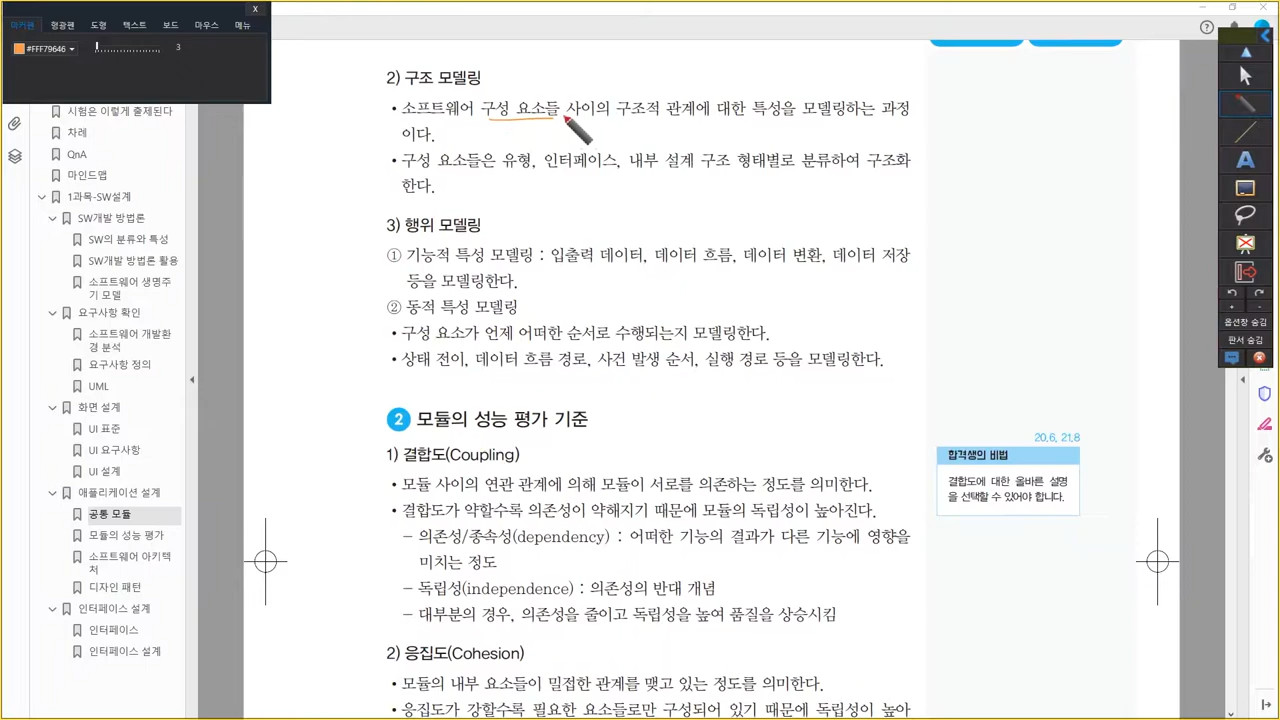 x
마커펜 형광펜 도형 텍스트 보드 마우스 메뉴
#FFF79646 3
시험은 이렇게 출제된다
차례
QnA
마인드맵
1과목-SW설계
SW개발 방법론
SW의 분류와 특성
SW개발 방법론 활용
소프트웨어 생명주
기 모델
요구사항 확인
소프트웨어 개발환
경 분석
요구사항 정의
UML
화면 설계
UI 표준
UI 요구사항
UI 설계
애플리케이션 설계
공통 모듈
모듈의 성능 평가
소프트웨어 아키텍
처
디자인 패턴
인터페이스 설계
인터페이스
인터페이스 설계
2) 구조 모델링
• 소프트웨어 구성 요소들 사이의 구조적 관계에 대한 특성을 모델링하는 과정
이다.
• 구성 요소들은 유형, 인터페이스, 내부 설계 구조 형태별로 분류하여 구조화
한다.
3) 행위 모델링
① 기능적 특성 모델링 : 입출력 데이터, 데이터 흐름, 데이터 변환, 데이터 저장
등을 모델링한다.
② 동적 특성 모델링
• 구성 요소가 언제 어떠한 순서로 수행되는지 모델링한다.
• 상태 전이, 데이터 흐름 경로, 사건 발생 순서, 실행 경로 등을 모델링한다.
2 모듈의 성능 평가 기준
1) 결합도(Coupling)
• 모듈 사이의 연관 관계에 의해 모듈이 서로를 의존하는 정도를 의미한다.
• 결합도가 약할수록 의존성이 약해지기 때문에 모듈의 독립성이 높아진다.
– 의존성/종속성(dependency) : 어떠한 기능의 결과가 다른 기능에 영향을
미치는 정도
– 독립성(independence) : 의존성의 반대 개념
– 대부분의 경우, 의존성을 줄이고 독립성을 높여 품질을 상승시킴
2) 응집도(Cohesion)
• 모듈의 내부 요소들이 밀접한 관계를 맺고 있는 정도를 의미한다.
• 응집도가 강할수록 필요한 요소들로만 구성되어 있기 때문에 독립성이 높아
20.6, 21.8
합격생의 비법
결합도에 대한 올바른 설명
을 선택할 수 있어야 합니다.
A
옵션창 숨김
판서 숨김